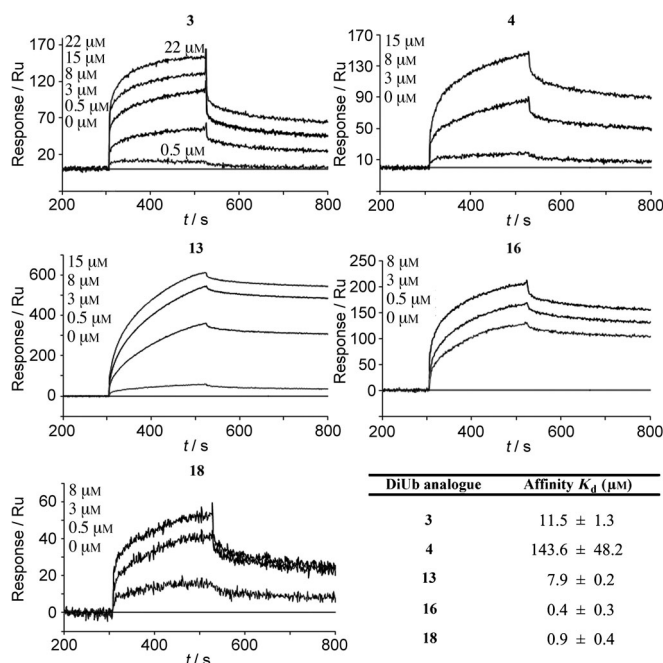 3
Response / Ru
170
120
70
20
22 μM
15 μM
8 μM
3 μM
0.5 μM
0 μM
22 μM
0.5 μM
200 400 600 800
t / s
4
Response / Ru
160
110
60
10
15 μM
8 μM
3 μM
0 μM
200 400 600 800
t / s
13
Response / Ru
600
400
200
0
15 μM
8 μM
3 μM
0.5 μM
0 μM
200 400 600 800
t / s
16
Response / Ru
250
200
150
100
50
0
8 μM
3 μM
0.5 μM
0 μM
200 400 600 800
t / s
18
Response / Ru
60
40
20
0
8 μM
3 μM
0.5 μM
0 μM
200 400 600 800
t / s
DiUb analogue Affinity Kd (μM)
3 11.5 ± 1.3
4 143.6 ± 48.2
13 7.9 ± 0.2
16 0.4 ± 0.3
18 0.9 ± 0.4